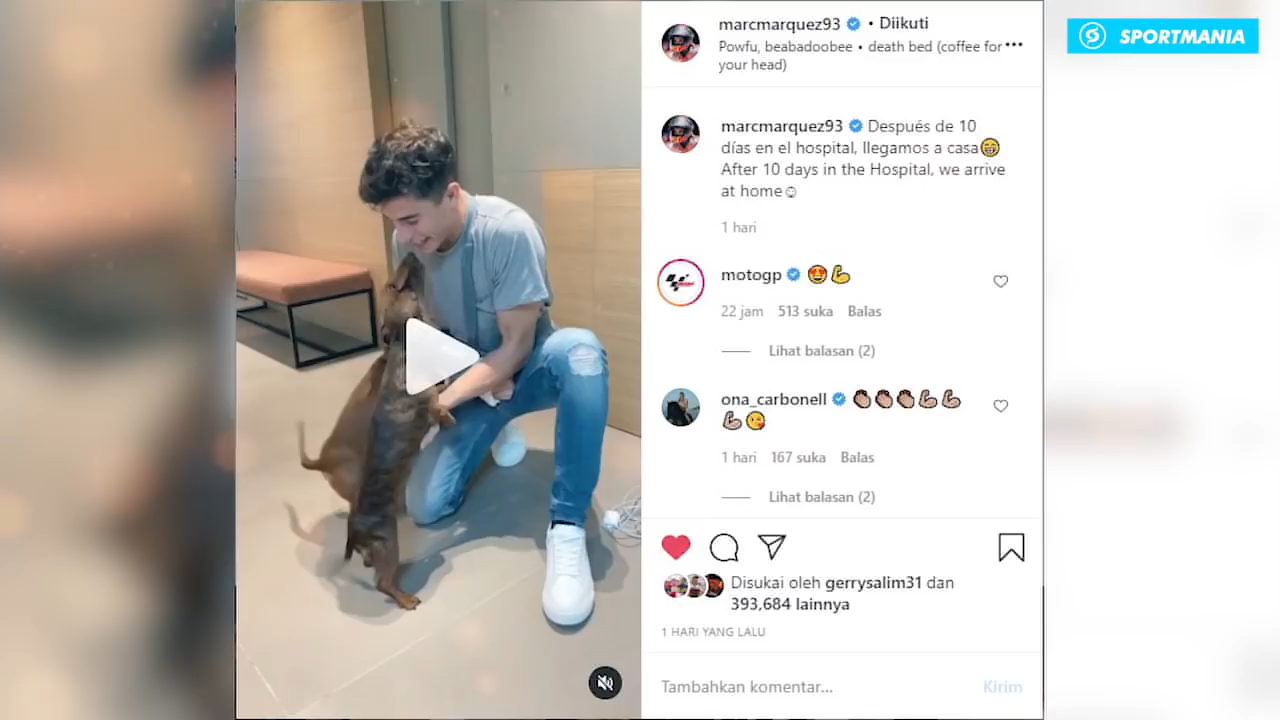 SPORTMANIA
marcmarquez93 • Diikuti
Powfu, beabadoobee • death bed (coffee for
your head)
marcmarquez93 Después de 10
días en el hospital, llegamos a casa😁
After 10 days in the Hospital, we arrive
at home☺
1 hari
motogp 😍💪
22 jam 513 suka Balas
Lihat balasan (2)
ona_carbonell 👏🏼👏🏼👏🏼💪🏼💪🏼
💪🏼😘
1 hari 167 suka Balas
Lihat balasan (2)
Disukai oleh gerrysalim31 dan
393,684 lainnya
1 HARI YANG LALU
Tambahkan komentar... Kirim